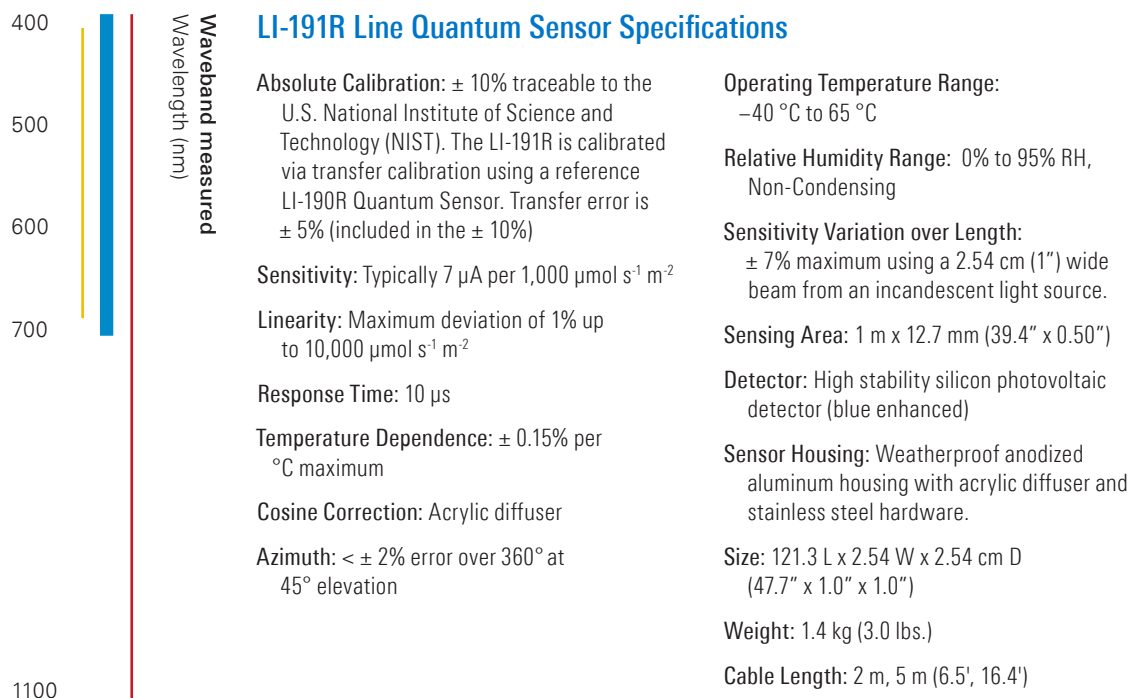 400
500
600
700
1100
Waveband measured
Wavelength (nm)
LI-191R Line Quantum Sensor Specifications
Absolute Calibration: ± 10% traceable to the
U.S. National Institute of Science and
Technology (NIST). The LI-191R is calibrated
via transfer calibration using a reference
LI-190R Quantum Sensor. Transfer error is
± 5% (included in the ± 10%)
Sensitivity: Typically 7 µA per 1,000 µmol s⁻¹ m⁻²
Linearity: Maximum deviation of 1% up
to 10,000 µmol s⁻¹ m⁻²
Response Time: 10 µs
Temperature Dependence: ± 0.15% per
°C maximum
Cosine Correction: Acrylic diffuser
Azimuth: < ± 2% error over 360° at
45° elevation
Operating Temperature Range:
−40 °C to 65 °C
Relative Humidity Range: 0% to 95% RH,
Non-Condensing
Sensitivity Variation over Length:
± 7% maximum using a 2.54 cm (1”) wide
beam from an incandescent light source.
Sensing Area: 1 m x 12.7 mm (39.4” x 0.50”)
Detector: High stability silicon photovoltaic
detector (blue enhanced)
Sensor Housing: Weatherproof anodized
aluminum housing with acrylic diffuser and
stainless steel hardware.
Size: 121.3 L x 2.54 W x 2.54 cm D
(47.7” x 1.0” x 1.0”)
Weight: 1.4 kg (3.0 lbs.)
Cable Length: 2 m, 5 m (6.5', 16.4')